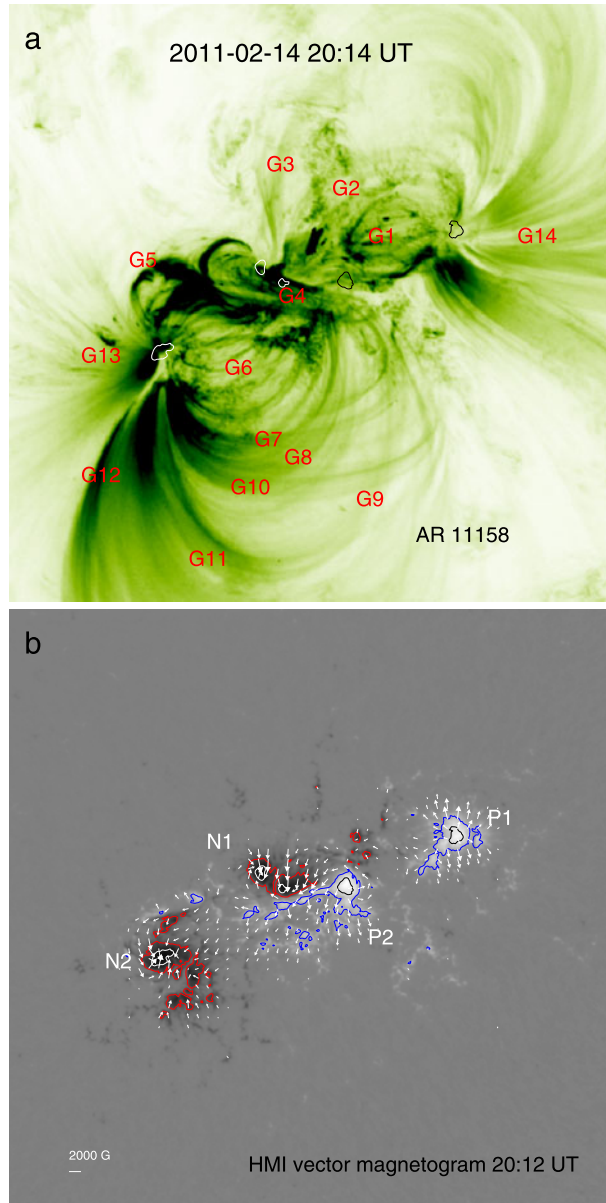 a
2011-02-14 20:14 UT
G3
G2
G1
G14
G5
G4
G13
G6
G7
G8
G12
G10
G9
AR 11158
G11
b
P1
N1
P2
N2
2000 G
HMI vector magnetogram 20:12 UT